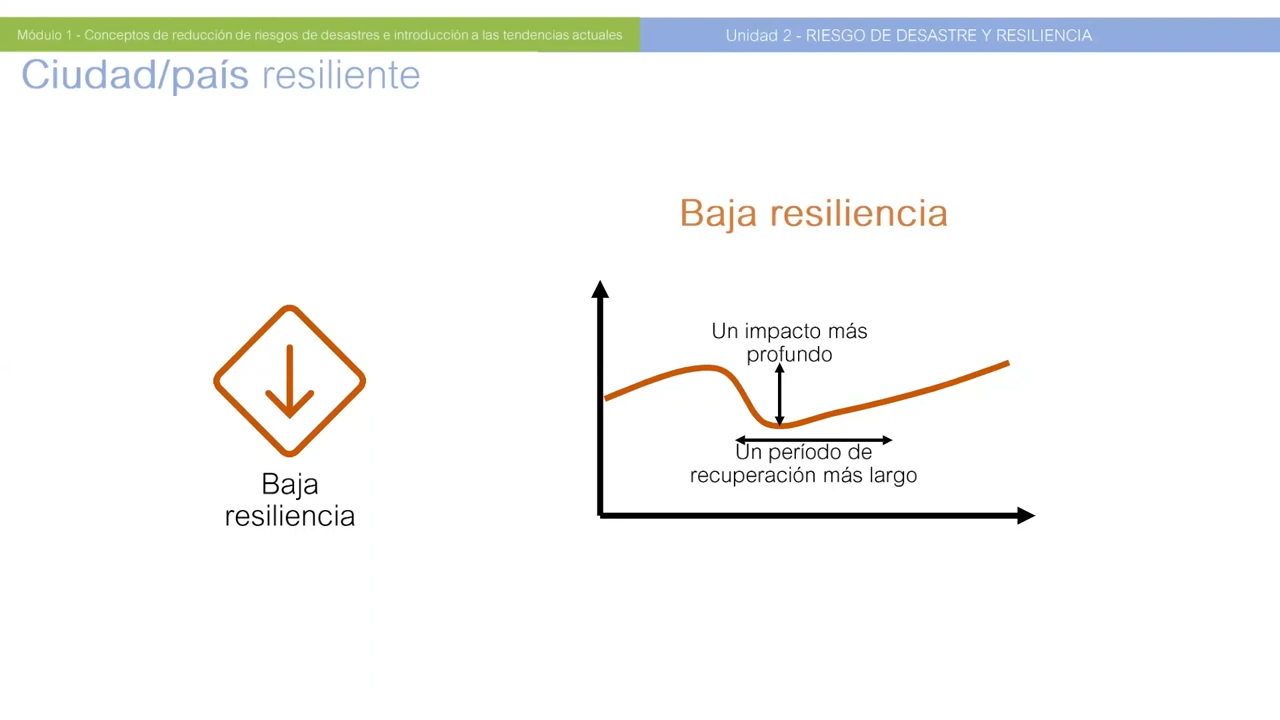 Módulo 1 - Conceptos de reducción de riesgos de desastres e introducción a las tendencias actuales
Unidad 2 - RIESGO DE DESASTRE Y RESILIENCIA
Ciudad/país resiliente
Baja resiliencia
Un impacto más
profundo
Un período de
recuperación más largo
Baja
resiliencia